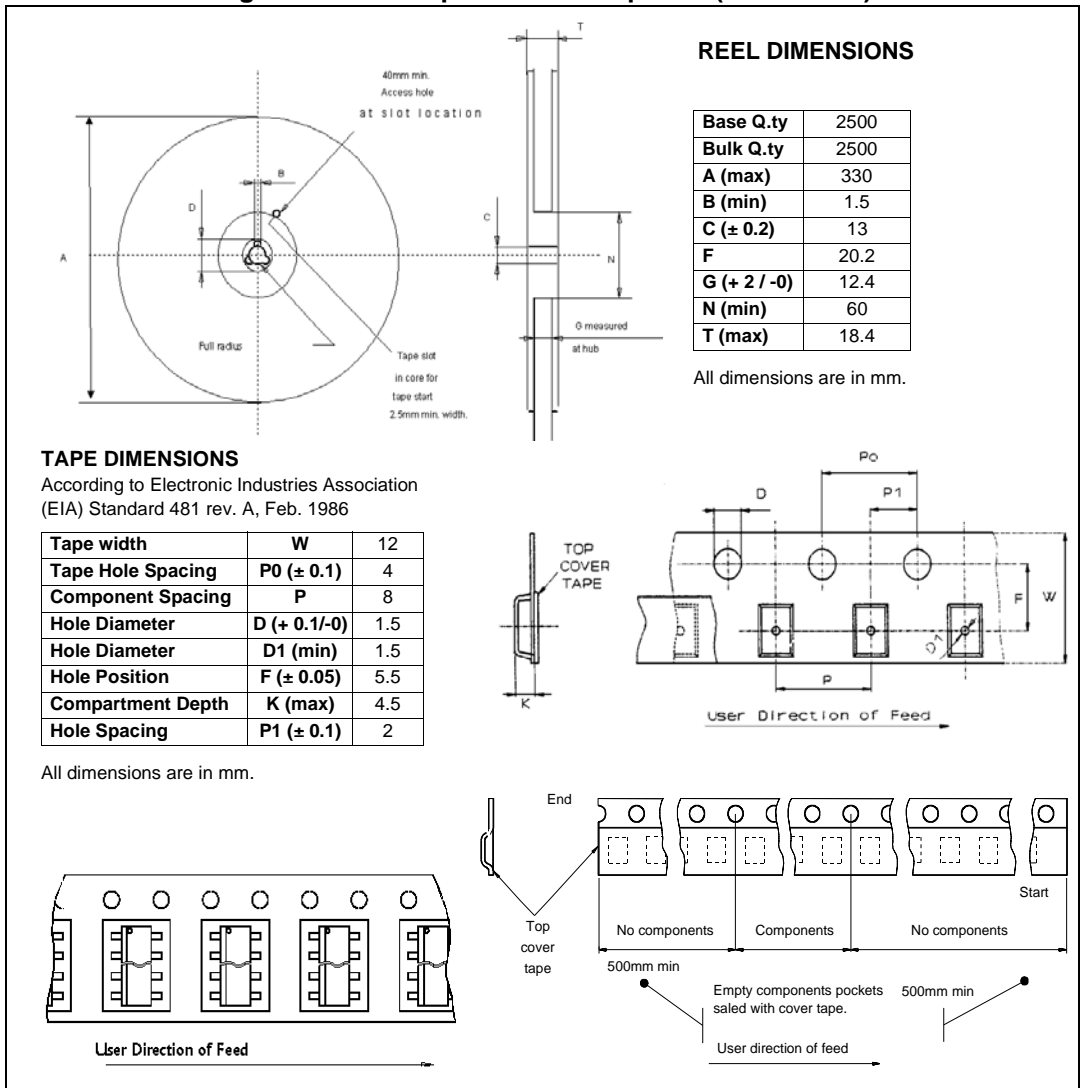 T
REEL DIMENSIONS
40mm min.
Access hole
at slot location
B
D
C
A
N
G measured
at hub
Full radius
Tape slot
in core for
tape start
2.5mm min. width.
Base Q.ty 2500
Bulk Q.ty 2500
A (max) 330
B (min) 1.5
C (± 0.2) 13
F 20.2
G (+ 2 / -0) 12.4
N (min) 60
T (max) 18.4
All dimensions are in mm.
TAPE DIMENSIONS
According to Electronic Industries Association
(EIA) Standard 481 rev. A, Feb. 1986
Tape width W 12
Tape Hole Spacing P0 (± 0.1) 4
Component Spacing P 8
Hole Diameter D (+ 0.1/-0) 1.5
Hole Diameter D1 (min) 1.5
Hole Position F (± 0.05) 5.5
Compartment Depth K (max) 4.5
Hole Spacing P1 (± 0.1) 2
All dimensions are in mm.
Po
D
P1
TOP
COVER
TAPE
F
W
D1
K
P
User Direction of Feed
End
Start
Top
cover
tape
No components
Components
No components
500mm min
Empty components pockets
saled with cover tape.
500mm min
User direction of feed
User Direction of Feed